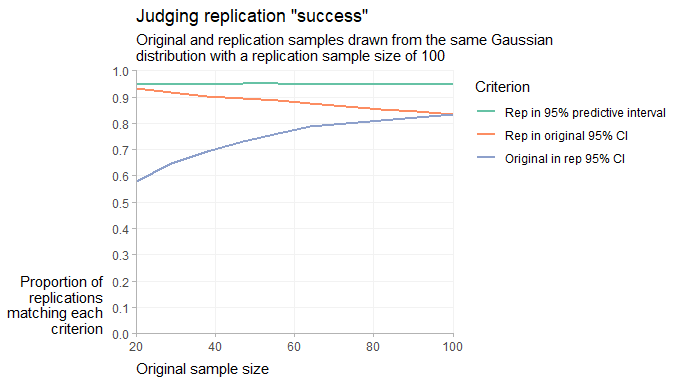 Judging replication "success"
Original and replication samples drawn from the same Gaussian
distribution with a replication sample size of 100
1.0
0.9
0.8
0.7
0.6
0.5
0.4
0.3
0.2
0.1
0.0
Proportion of
replications
matching each
criterion
20
40
60
80
100
Original sample size
Criterion
Rep in 95% predictive interval
Rep in original 95% CI
Original in rep 95% CI